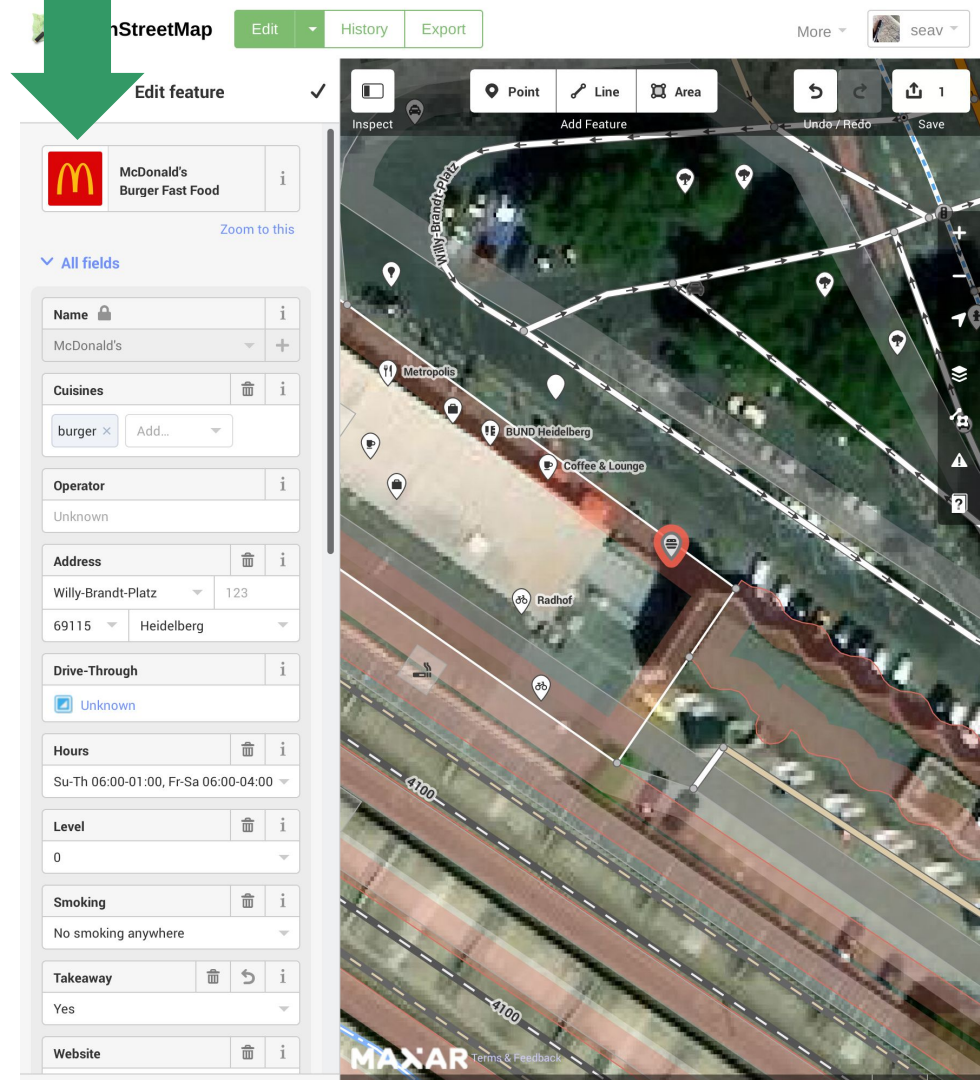 nStreetMap
Edit
History
Export
More
seav
Edit feature
Inspect
Point
Line
Area
Add Feature
Undo / Redo
1
Save
McDonald's
Burger Fast Food
i
Zoom to this
All fields
Name
i
McDonald's
Cuisines
i
burger ×
Add...
Operator
i
Unknown
Address
i
Willy-Brandt-Platz
123
69115
Heidelberg
Drive-Through
i
Unknown
Hours
i
Su-Th 06:00-01:00, Fr-Sa 06:00-04:00
Level
i
0
Smoking
i
No smoking anywhere
Takeaway
i
Yes
Website
i
Willy-Brandt-Platz
Metropolis
BUND Heidelberg
Coffee & Lounge
Radhof
4100
4100
MAXAR
Terms & Feedback